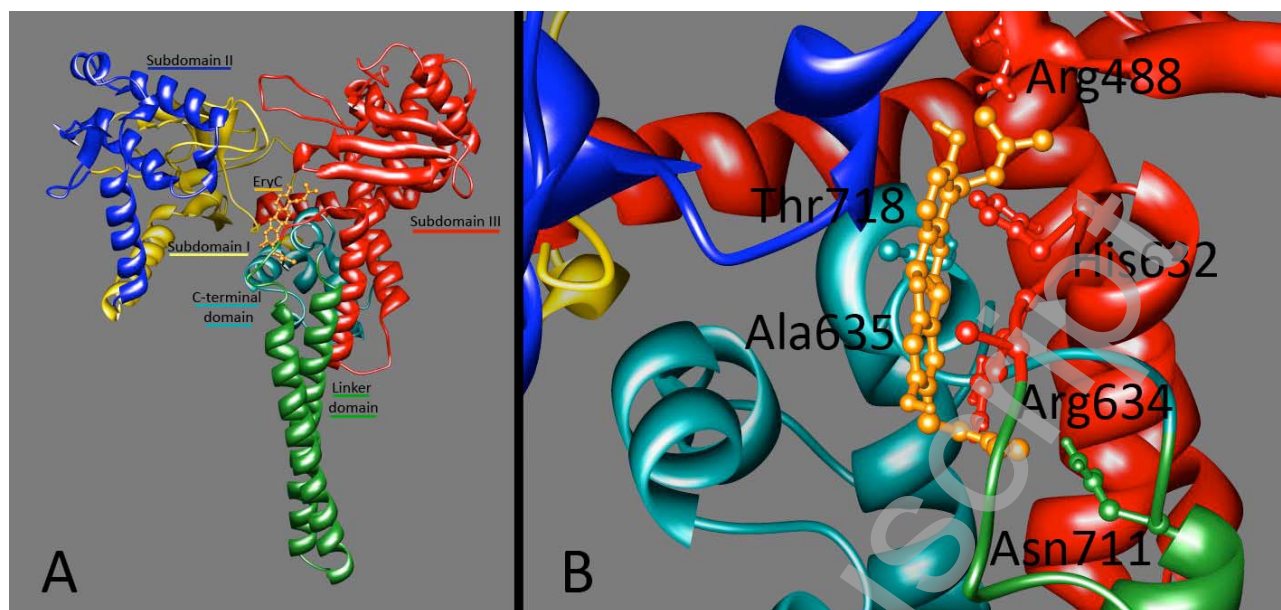 Subdomain II
EryC
Subdomain III
Subdomain I
C-terminal
domain
Linker
domain
A
Arg488
Thr718
His632
Ala635
Arg634
Asn711
B